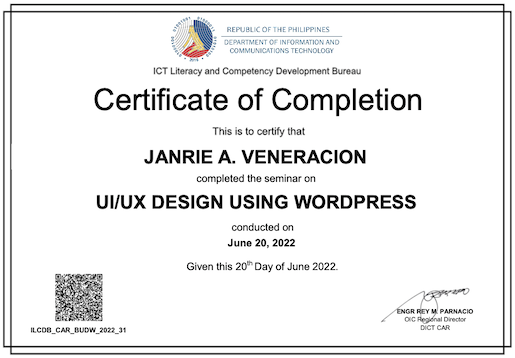 REPUBLIC OF THE PHILIPPINES
DEPARTMENT OF INFORMATION AND
COMMUNICATIONS TECHNOLOGY
ICT Literacy and Competency Development Bureau
Certificate of Completion
This is to certify that
JANRIE A. VENERACION
completed the seminar on
UI/UX DESIGN USING WORDPRESS
conducted on
June 20, 2022
Given this 20th Day of June 2022.
ENGR REY M. PARNACIO
OIC Regional Director
DICT CAR
ILCDB_CAR_BUDW_2022_31